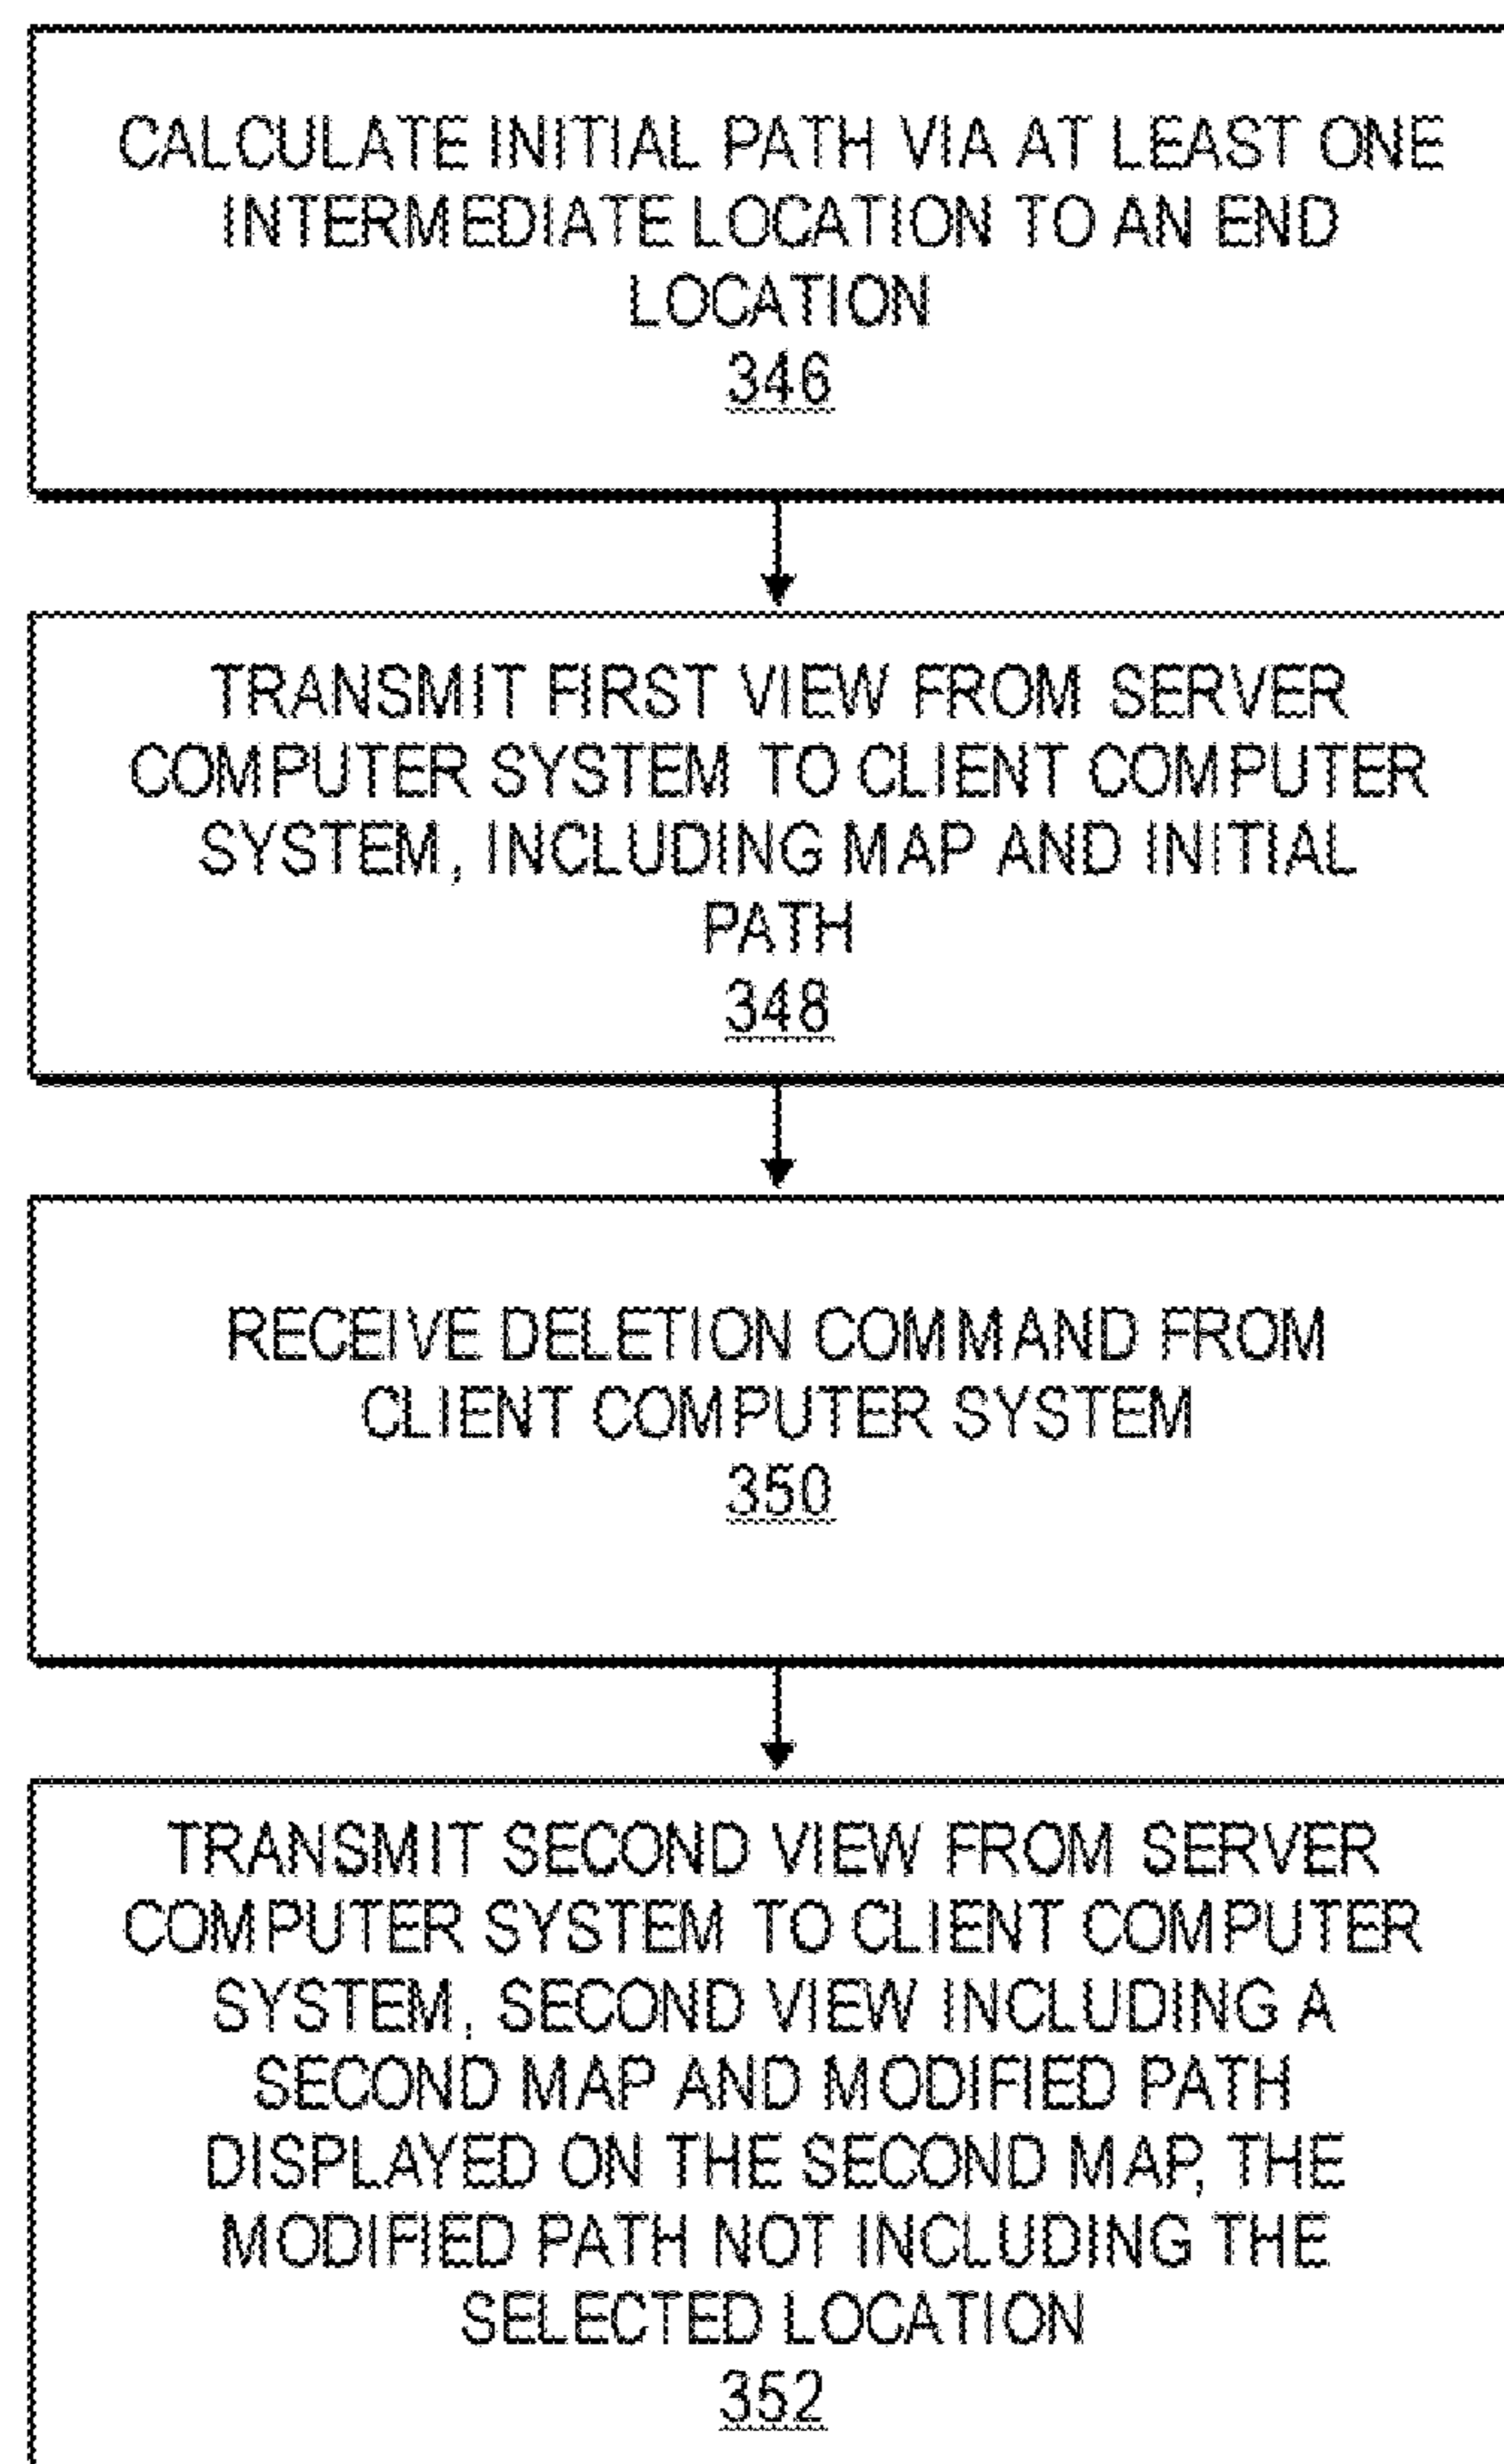 CALCULATE INITIAL PATH VIA AT LEAST ONE
INTERMEDIATE LOCATION TO AN END
LOCATION
346
TRANSMIT FIRST VIEW FROM SERVER
COMPUTER SYSTEM TO CLIENT COMPUTER
SYSTEM, INCLUDING MAP AND INITIAL
PATH
348
RECEIVE DELETION COMMAND FROM
CLIENT COMPUTER SYSTEM
350
TRANSMIT SECOND VIEW FROM SERVER
COMPUTER SYSTEM TO CLIENT COMPUTER
SYSTEM, SECOND VIEW INCLUDING A
SECOND MAP AND MODIFIED PATH
DISPLAYED ON THE SECOND MAP, THE
MODIFIED PATH NOT INCLUDING THE
SELECTED LOCATION
352